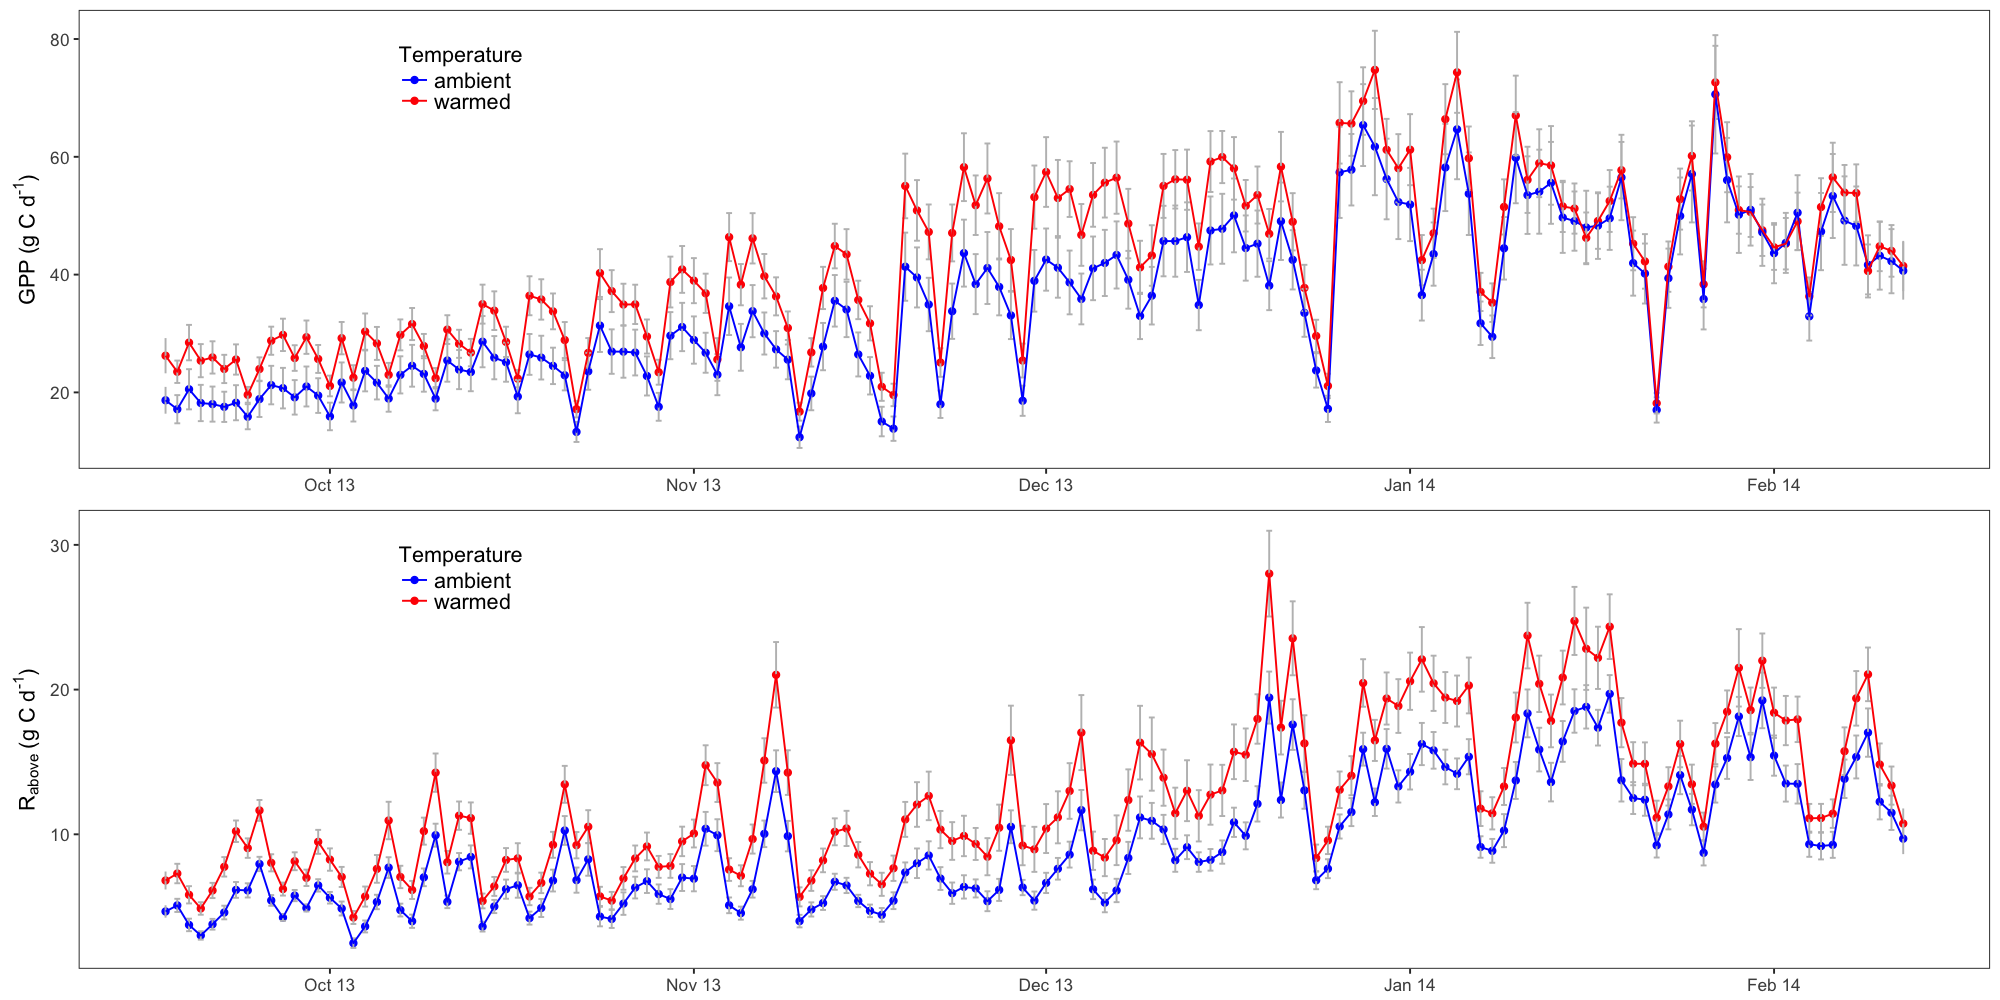 80
60
40
20
GPP (g C d⁻¹)
Temperature
ambient
warmed
Oct 13 Nov 13 Dec 13 Jan 14 Feb 14
30
20
10
Rabove (g C d⁻¹)
Temperature
ambient
warmed
Oct 13 Nov 13 Dec 13 Jan 14 Feb 14